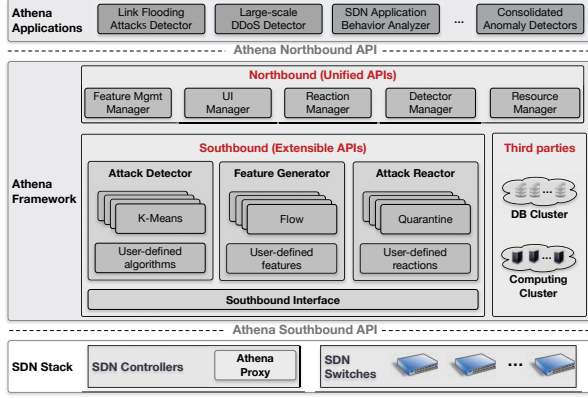 Athena
Applications
Link Flooding
Attacks Detector
Large-scale
DDoS Detector
SDN Application
Behavior Analyzer
...
Consolidated
Anomaly Detectors
Athena Northbound API
Athena
Framework
Northbound (Unified APIs)
Feature Mgmt
Manager
UI
Manager
Reaction
Manager
Detector
Manager
Resource
Manager
Southbound (Extensible APIs)
Attack Detector
K-Means
User-defined
algorithms
Feature Generator
Flow
User-defined
features
Attack Reactor
Quarantine
User-defined
reactions
Southbound Interface
Third parties
...
DB Cluster
...
Computing
Cluster
Athena Southbound API
SDN Stack
SDN Controllers
Athena
Proxy
SDN
Switches
...